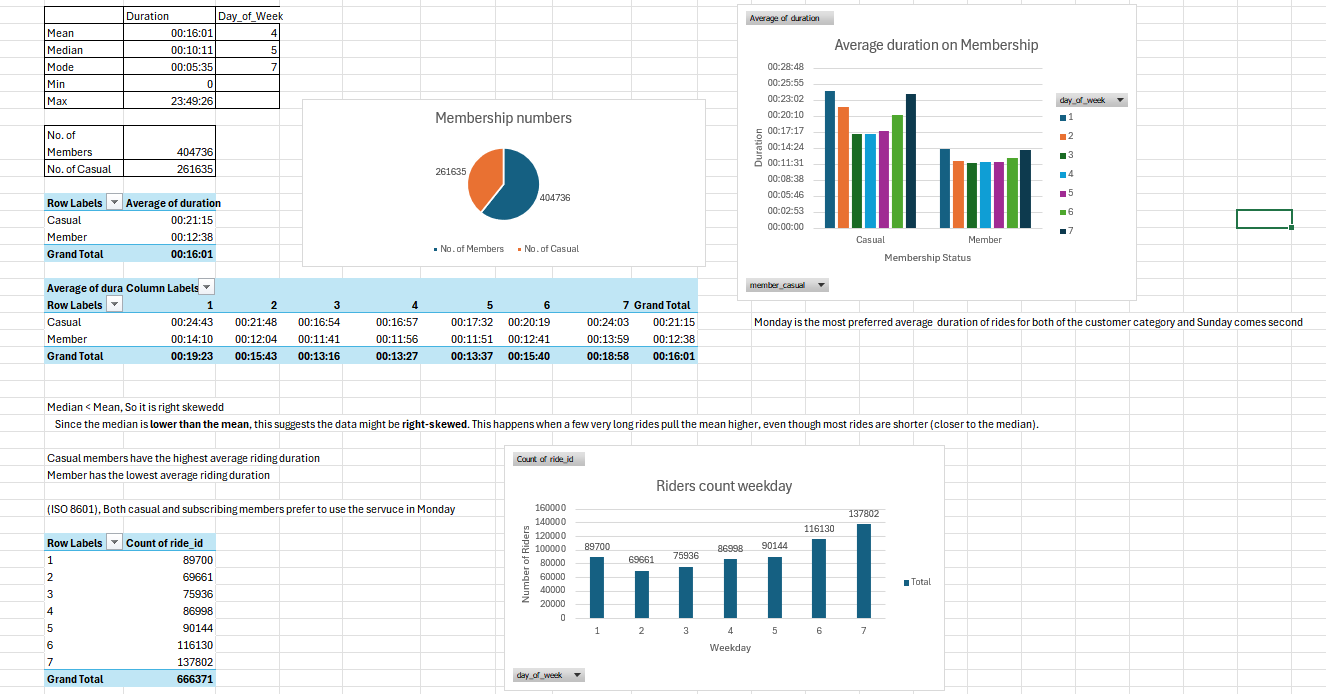 Duration Day_of_Week
Mean 00:16:01 4
Median 00:10:11 5
Mode 00:05:35 7
Min 0
Max 23:49:26
No. of
Members 404736
No. of Casual 261635
Row Labels Average of duration
Casual 00:21:15
Member 00:12:38
Grand Total 00:16:01
Membership numbers
261635
404736
No. of Members No. of Casual
Average of duration
Average duration on Membership
00:28:48
00:25:55
00:23:02
00:20:10
00:17:17
00:14:24
00:11:31
00:08:38
00:05:46
00:02:53
00:00:00
Duration
Casual Member
Membership Status
day_of_week
1
2
3
4
5
6
7
member_casual
Average of dura Column Labels
Row Labels 1 2 3 4 5 6 7 Grand Total
Casual 00:24:43 00:21:48 00:16:54 00:16:57 00:17:32 00:20:19 00:24:03 00:21:15
Member 00:14:10 00:12:04 00:11:41 00:11:56 00:11:51 00:12:41 00:13:59 00:12:38
Grand Total 00:19:23 00:15:43 00:13:16 00:13:27 00:13:37 00:15:40 00:18:58 00:16:01
Monday is the most preferred average duration of rides for both of the customer category and Sunday comes second
Median < Mean, So it is right skewedd
Since the median is lower than the mean, this suggests the data might be right-skewed. This happens when a few very long rides pull the mean higher, even though most rides are shorter (closer to the median).
Casual members have the highest average riding duration
Member has the lowest average riding duration
(ISO 8601), Both casual and subscribing members prefer to use the servuce in Monday
Row Labels Count of ride_id
1 89700
2 69661
3 75936
4 86998
5 90144
6 116130
7 137802
Grand Total 666371
Count of ride_id
Riders count weekday
160000
140000
120000
100000
80000
60000
40000
20000
0
Number of Riders
89700 69661 75936 86998 90144 116130 137802
1 2 3 4 5 6 7
Weekday
Total
day_of_week